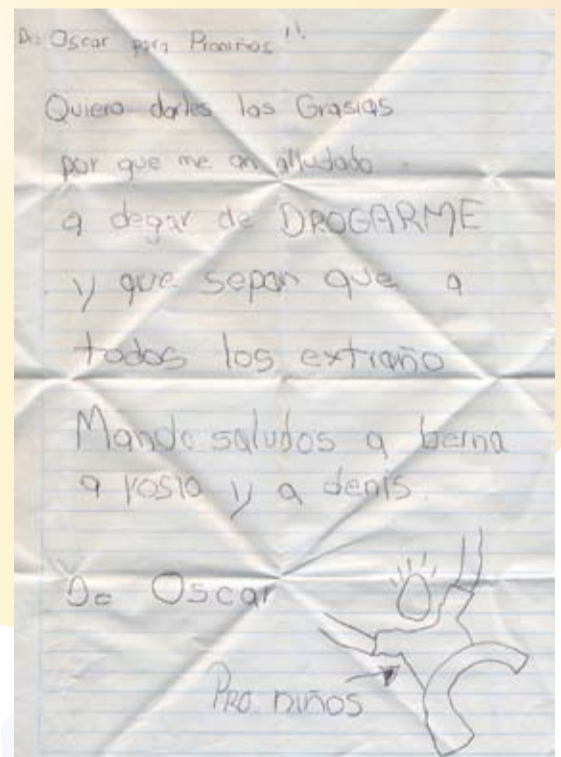 De Oscar para Proniños !!
Quiero darles las Grasias
por que me an alludado
a degar de DROGARME
y que sepan que a
todos los extraño
Mando saludos a berna
a rosio y a denis.
De Oscar
PRO niños